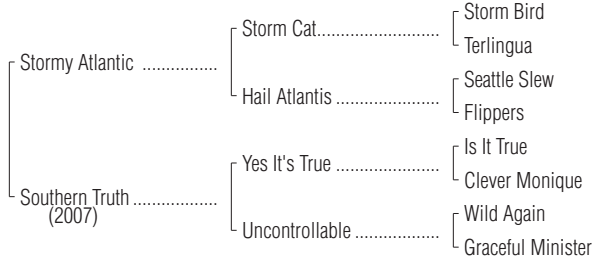 Storm Bird
Storm Cat..............................
Terlingua
Stormy Atlantic ...................
Seattle Slew
Hail Atlantis ..........................
Flippers
Is It True
Yes It's True ..........................
Clever Monique
Southern Truth .....................
(2007)
Wild Again
Uncontrollable .....................
Graceful Minister